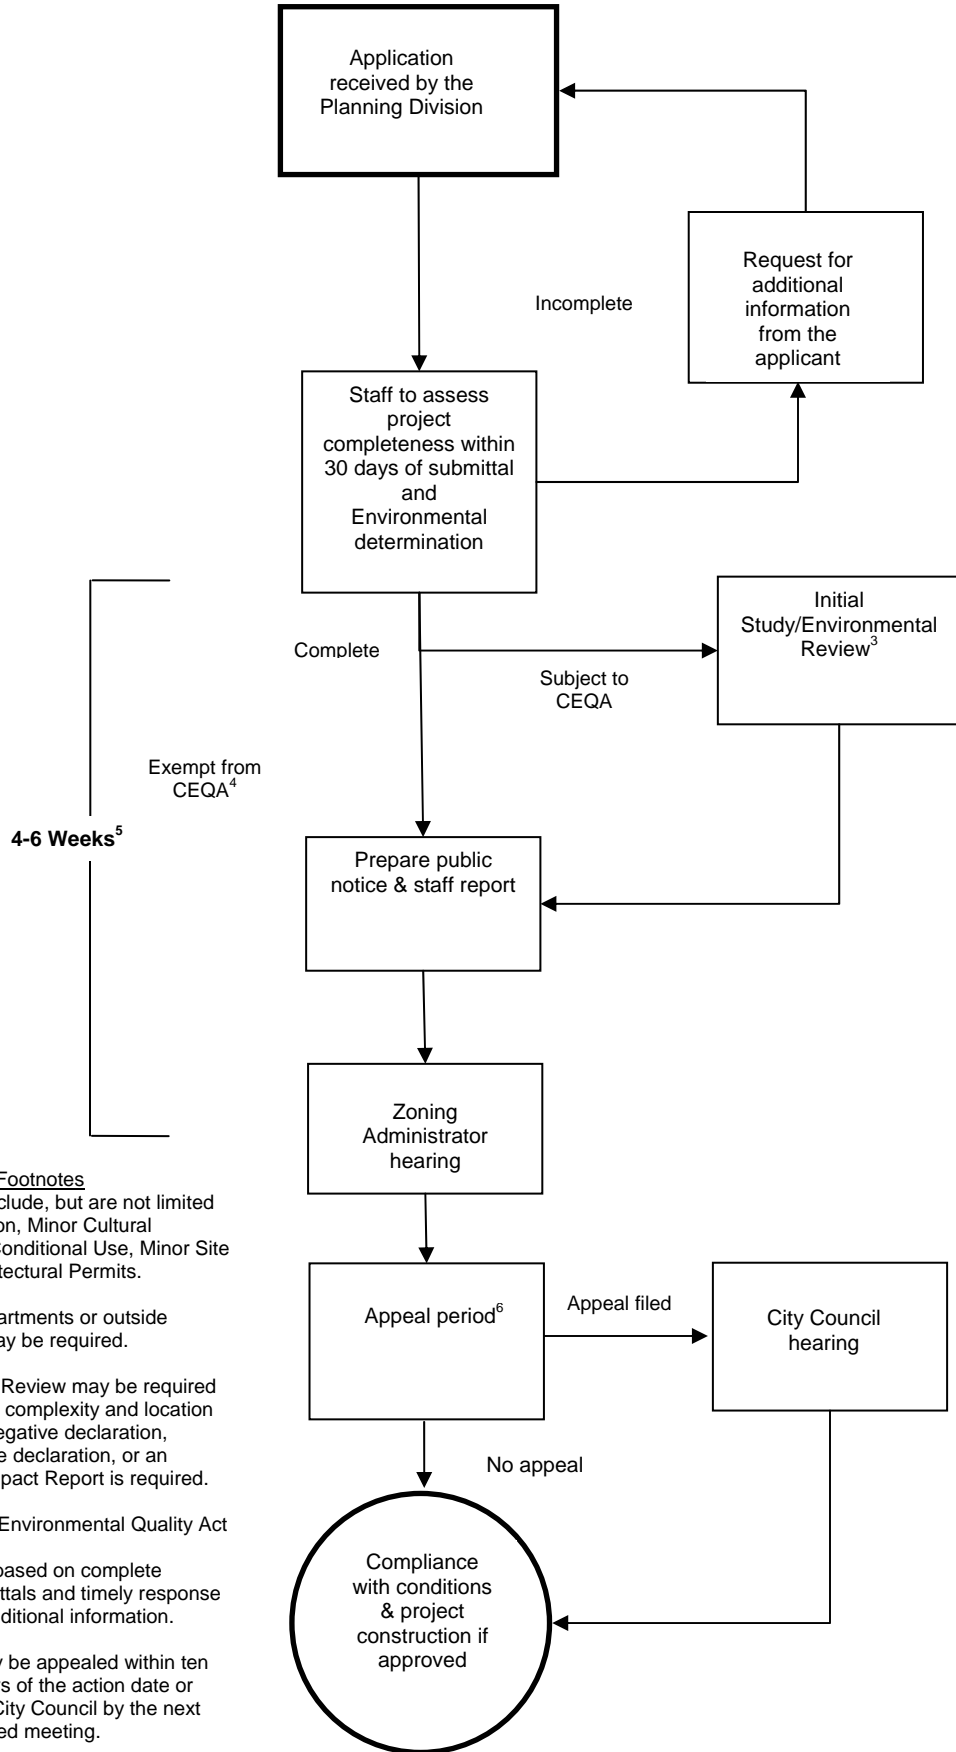 Application
received by the
Planning Division
Request for
additional
information
from the
applicant
Incomplete
Staff to assess
project
completeness within
30 days of submittal
and
Environmental
determination
Initial
Study/Environmental
Review3
Complete
Subject to
CEQA
Exempt from
CEQA4
4-6 Weeks5
Prepare public
notice & staff report
Zoning
Administrator
hearing
Footnotes
clude, but are not limited
on, Minor Cultural
Conditional Use, Minor Site
tectural Permits.
artments or outside
ay be required.
Review may be required
complexity and location
egative declaration,
e declaration, or an
pact Report is required.
Environmental Quality Act
based on complete
ttals and timely response
ditional information.
y be appealed within ten
s of the action date or
City Council by the next
ed meeting.
Appeal period6
Appeal filed
City Council
hearing
No appeal
Compliance
with conditions
& project
construction if
approved